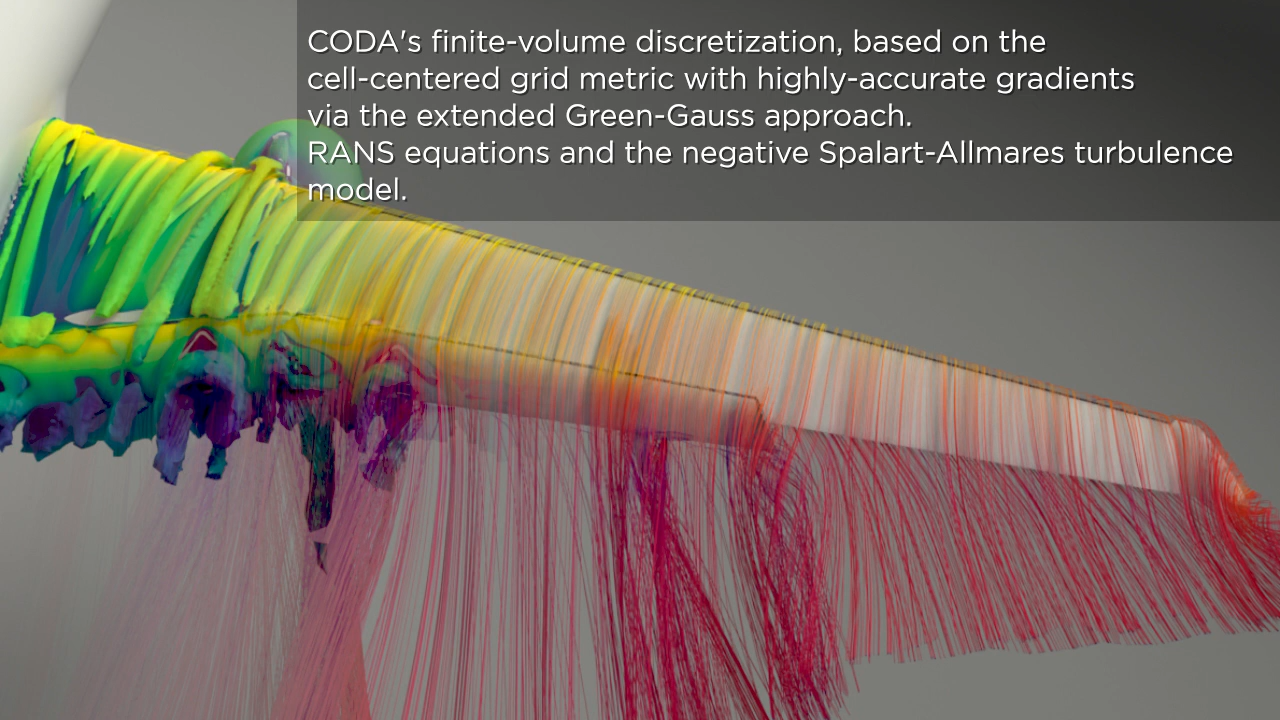 CODA's finite-volume discretization, based on the
cell-centered grid metric with highly-accurate gradients
via the extended Green-Gauss approach.
RANS equations and the negative Spalart-Allmares turbulence
model.